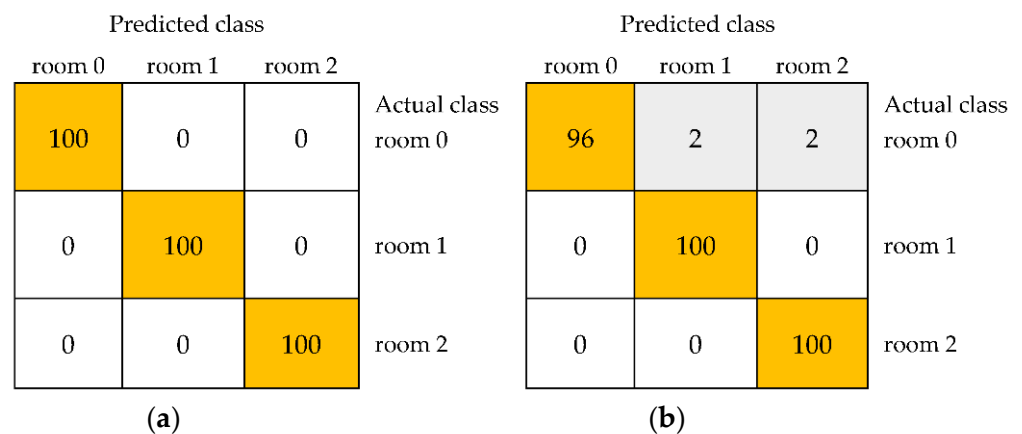 Predicted class
room 0 room 1 room 2
Actual class
100 0 0 room 0
0 100 0 room 1
0 0 100 room 2
(a)
Predicted class
room 0 room 1 room 2
Actual class
96 2 2 room 0
0 100 0 room 1
0 0 100 room 2
(b)